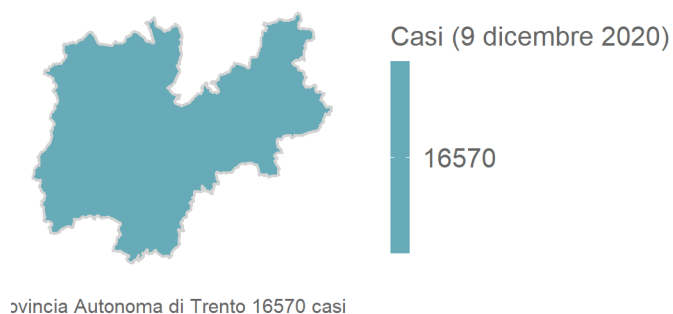 Casi (9 dicembre 2020)
16570
ovincia Autonoma di Trento 16570 casi